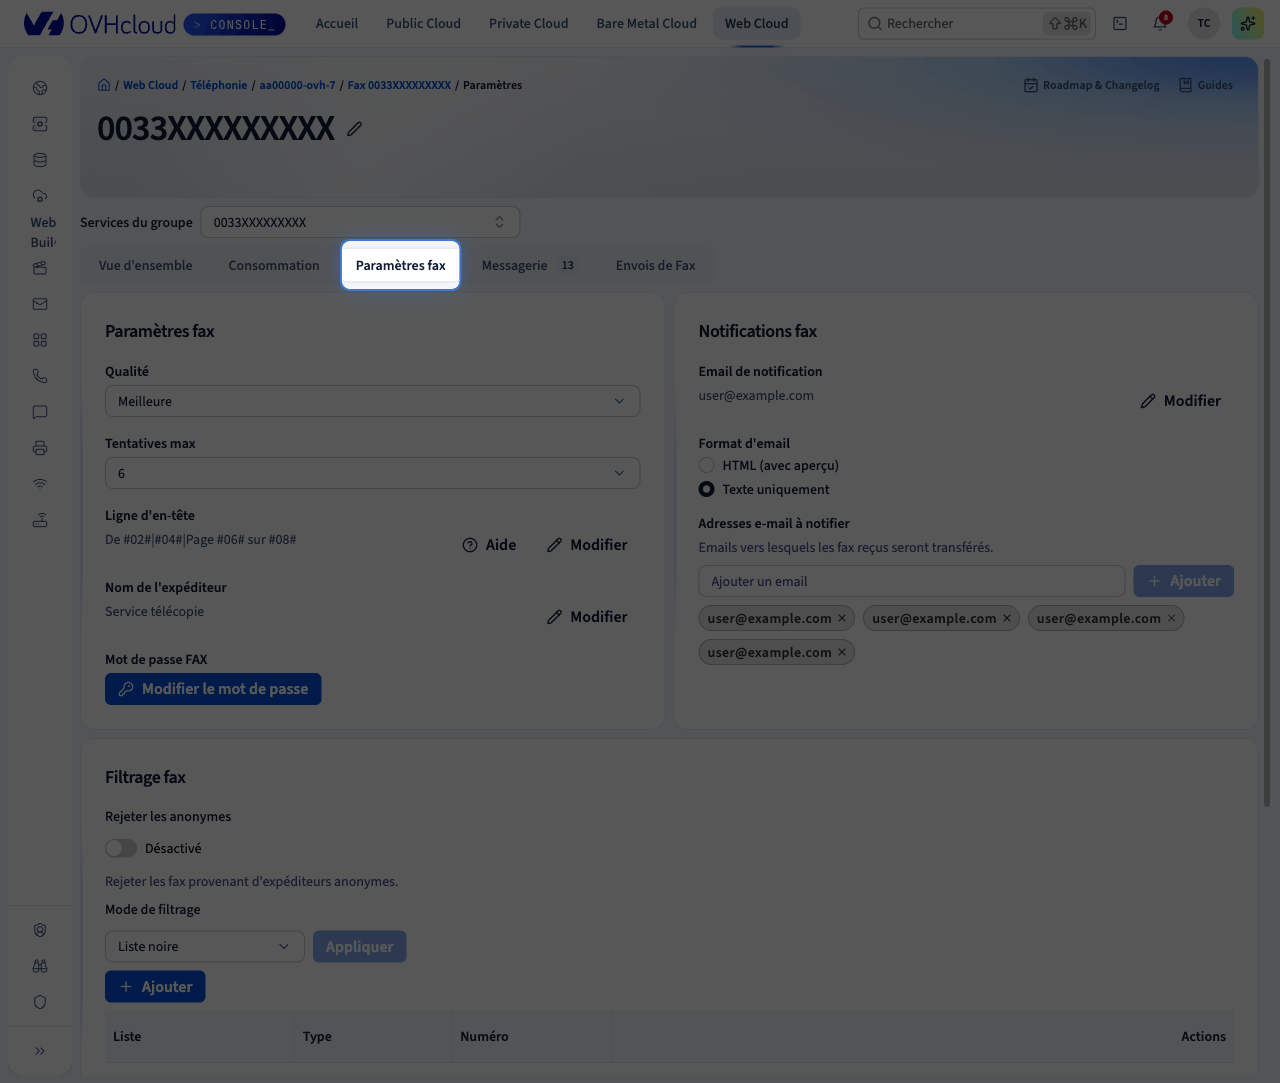 OVHcloud > CONSOLE_ Accueil Public Cloud Private Cloud Bare Metal Cloud Web Cloud Rechercher ⇧⌘K 8 TC
/ Web Cloud / Téléphonie / aa00000-ovh-7 / Fax 0033XXXXXXXXX / Paramètres Roadmap & Changelog Guides
0033XXXXXXXXX
Web
Services du groupe 0033XXXXXXXXX
Vue d'ensemble Consommation Paramètres fax Messagerie 13 Envois de Fax
Paramètres fax
Qualité
Meilleure
Tentatives max
6
Ligne d'en-tête
De #02#|#04#|Page #06# sur #08#
Aide Modifier
Nom de l'expéditeur
Service télécopie
Modifier
Mot de passe FAX
Modifier le mot de passe
Notifications fax
Email de notification
user@example.com
Modifier
Format d'email
HTML (avec aperçu)
Texte uniquement
Adresses e-mail à notifier
Emails vers lesquels les fax reçus seront transférés.
Ajouter un email + Ajouter
user@example.com × user@example.com × user@example.com ×
user@example.com ×
Filtrage fax
Rejeter les anonymes
Désactivé
Rejeter les fax provenant d'expéditeurs anonymes.
Mode de filtrage
Liste noire Appliquer
+ Ajouter
Liste Type Numéro Actions